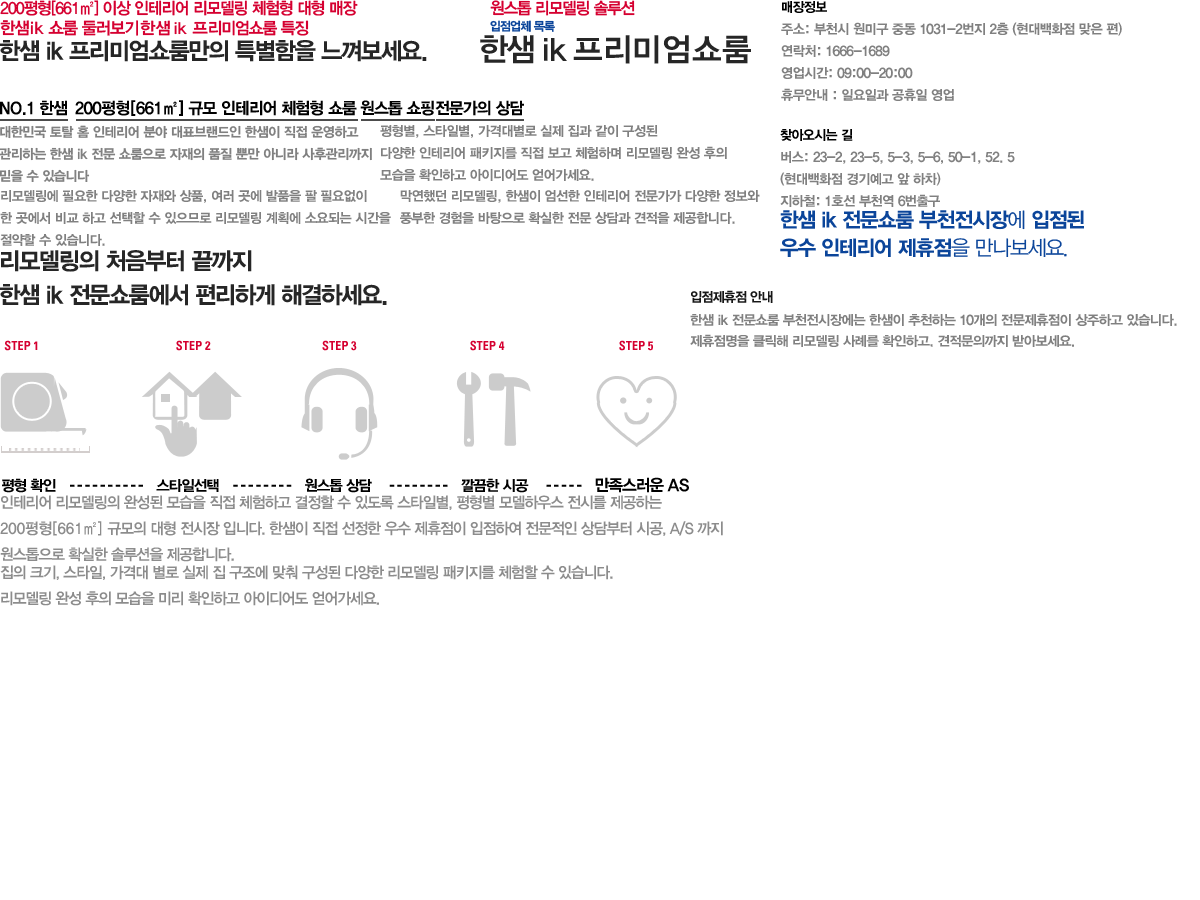 200평형[661㎡] 이상 인테리어 리모델링 체험형 대형 매장
한샘ik 쇼룸 둘러보기 한샘 ik 프리미엄쇼룸 특징
한샘 ik 프리미엄쇼룸만의 특별함을 느껴보세요.
원스톱 리모델링 솔루션
입점업체 목록
한샘 ik 프리미엄쇼룸
매장정보
주소: 부천시 원미구 중동 1031-2번지 2층 (현대백화점 맞은 편)
연락처: 1666-1689
영업시간: 09:00-20:00
휴무안내 : 일요일과 공휴일 영업
찾아오시는 길
버스: 23-2, 23-5, 5-3, 5-6, 50-1, 52, 5
(현대백화점 경기예고 앞 하차)
지하철: 1호선 부천역 6번출구
한샘 ik 전문쇼룸 부천전시장에 입점된
우수 인테리어 제휴점을 만나보세요.
NO.1 한샘
200평형[661㎡] 규모 인테리어 체험형 쇼룸
원스톱 쇼핑
전문가의 상담
대한민국 토탈 홈 인테리어 분야 대표브랜드인 한샘이 직접 운영하고
관리하는 한샘 ik 전문 쇼룸으로 자재의 품질 뿐만 아니라 사후관리까지
믿을 수 있습니다
평형별, 스타일별, 가격대별로 실제 집과 같이 구성된
다양한 인테리어 패키지를 직접 보고 체험하며 리모델링 완성 후의
모습을 확인하고 아이디어도 얻어가세요.
리모델링에 필요한 다양한 자재와 상품, 여러 곳에 발품을 팔 필요없이
한 곳에서 비교 하고 선택할 수 있으므로 리모델링 계획에 소요되는 시간을
절약할 수 있습니다.
막연했던 리모델링, 한샘이 엄선한 인테리어 전문가가 다양한 정보와
풍부한 경험을 바탕으로 확실한 전문 상담과 견적을 제공합니다.
리모델링의 처음부터 끝까지
한샘 ik 전문쇼룸에서 편리하게 해결하세요.
입점제휴점 안내
한샘 ik 전문쇼룸 부천전시장에는 한샘이 추천하는 10개의 전문제휴점이 상주하고 있습니다.
제휴점명을 클릭해 리모델링 사례를 확인하고, 견적문의까지 받아보세요.
STEP 1 STEP 2 STEP 3 STEP 4 STEP 5
평형 확인 ---------- 스타일선택 -------- 원스톱 상담 -------- 깔끔한 시공 ----- 만족스러운 AS
인테리어 리모델링의 완성된 모습을 직접 체험하고 결정할 수 있도록 스타일별, 평형별 모델하우스 전시를 제공하는
200평형[661㎡] 규모의 대형 전시장 입니다. 한샘이 직접 선정한 우수 제휴점이 입점하여 전문적인 상담부터 시공, A/S 까지
원스톱으로 확실한 솔루션을 제공합니다.
집의 크기, 스타일, 가격대 별로 실제 집 구조에 맞춰 구성된 다양한 리모델링 패키지를 체험할 수 있습니다.
리모델링 완성 후의 모습을 미리 확인하고 아이디어도 얻어가세요.